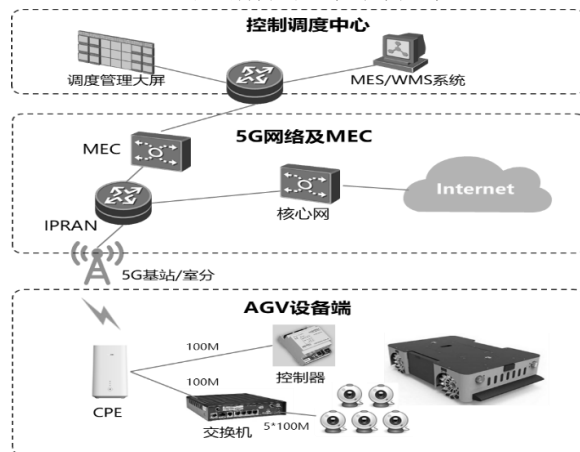 控制调度中心
调度管理大屏
MES/WMS系统
5G网络及MEC
MEC
核心网
Internet
IPRAN
5G基站/室分
AGV设备端
100M
控制器
100M
CPE
交换机
5*100M